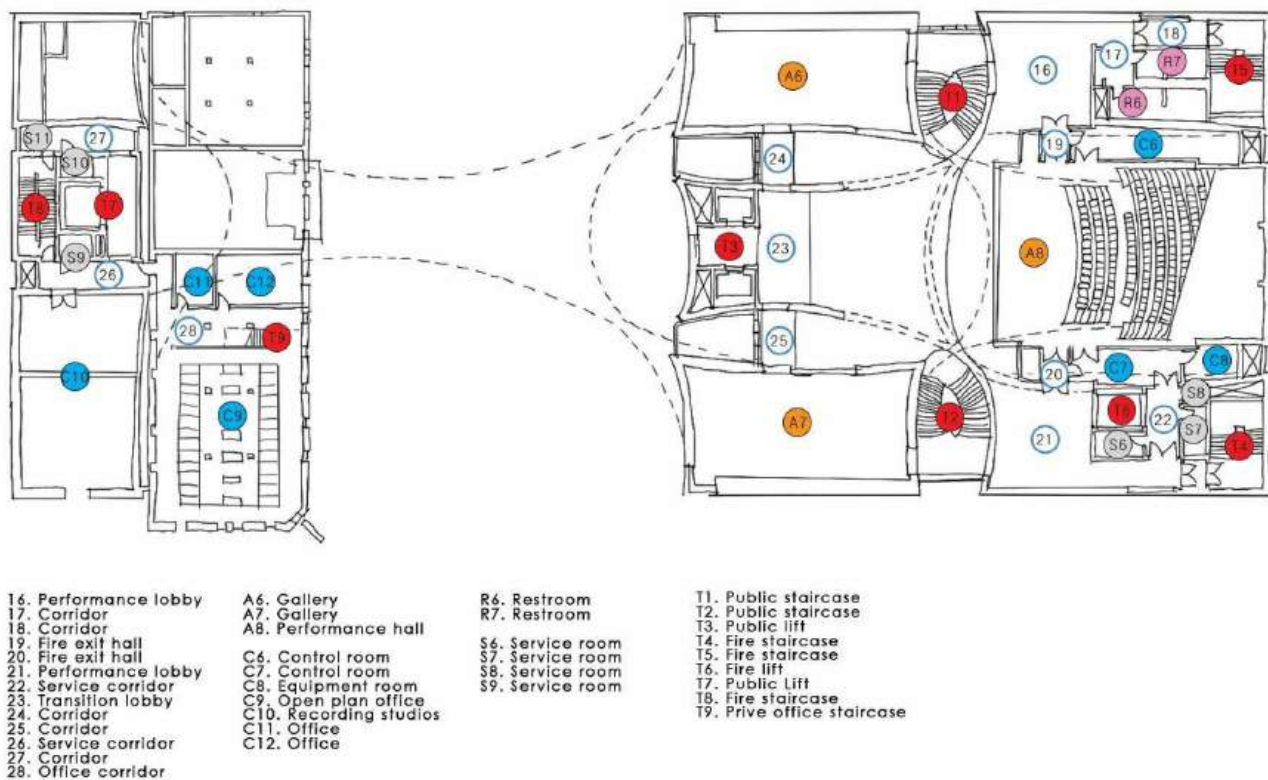 18
17
R7
T5
A6
16
T1
R6
S11
27
19
C6
S10
24
T8
T7
T3
23
A8
S9
26
C11
C12
28
T9
25
C10
20
C7
C8
T6
S8
C9
A7
T2
22
S7
21
S6
T4
16. Performance lobby
17. Corridor
18. Corridor
19. Fire exit hall
20. Fire exit hall
21. Performance lobby
22. Service corridor
23. Transition lobby
24. Corridor
25. Corridor
26. Service corridor
27. Corridor
28. Office corridor
A6. Gallery
A7. Gallery
A8. Performance hall
C6. Control room
C7. Control room
C8. Equipment room
C9. Open plan office
C10. Recording studios
C11. Office
C12. Office
R6. Restroom
R7. Restroom
S6. Service room
S7. Service room
S8. Service room
S9. Service room
T1. Public staircase
T2. Public staircase
T3. Public lift
T4. Fire staircase
T5. Fire staircase
T6. Fire lift
T7. Public Lift
T8. Fire staircase
T9. Prive office staircase